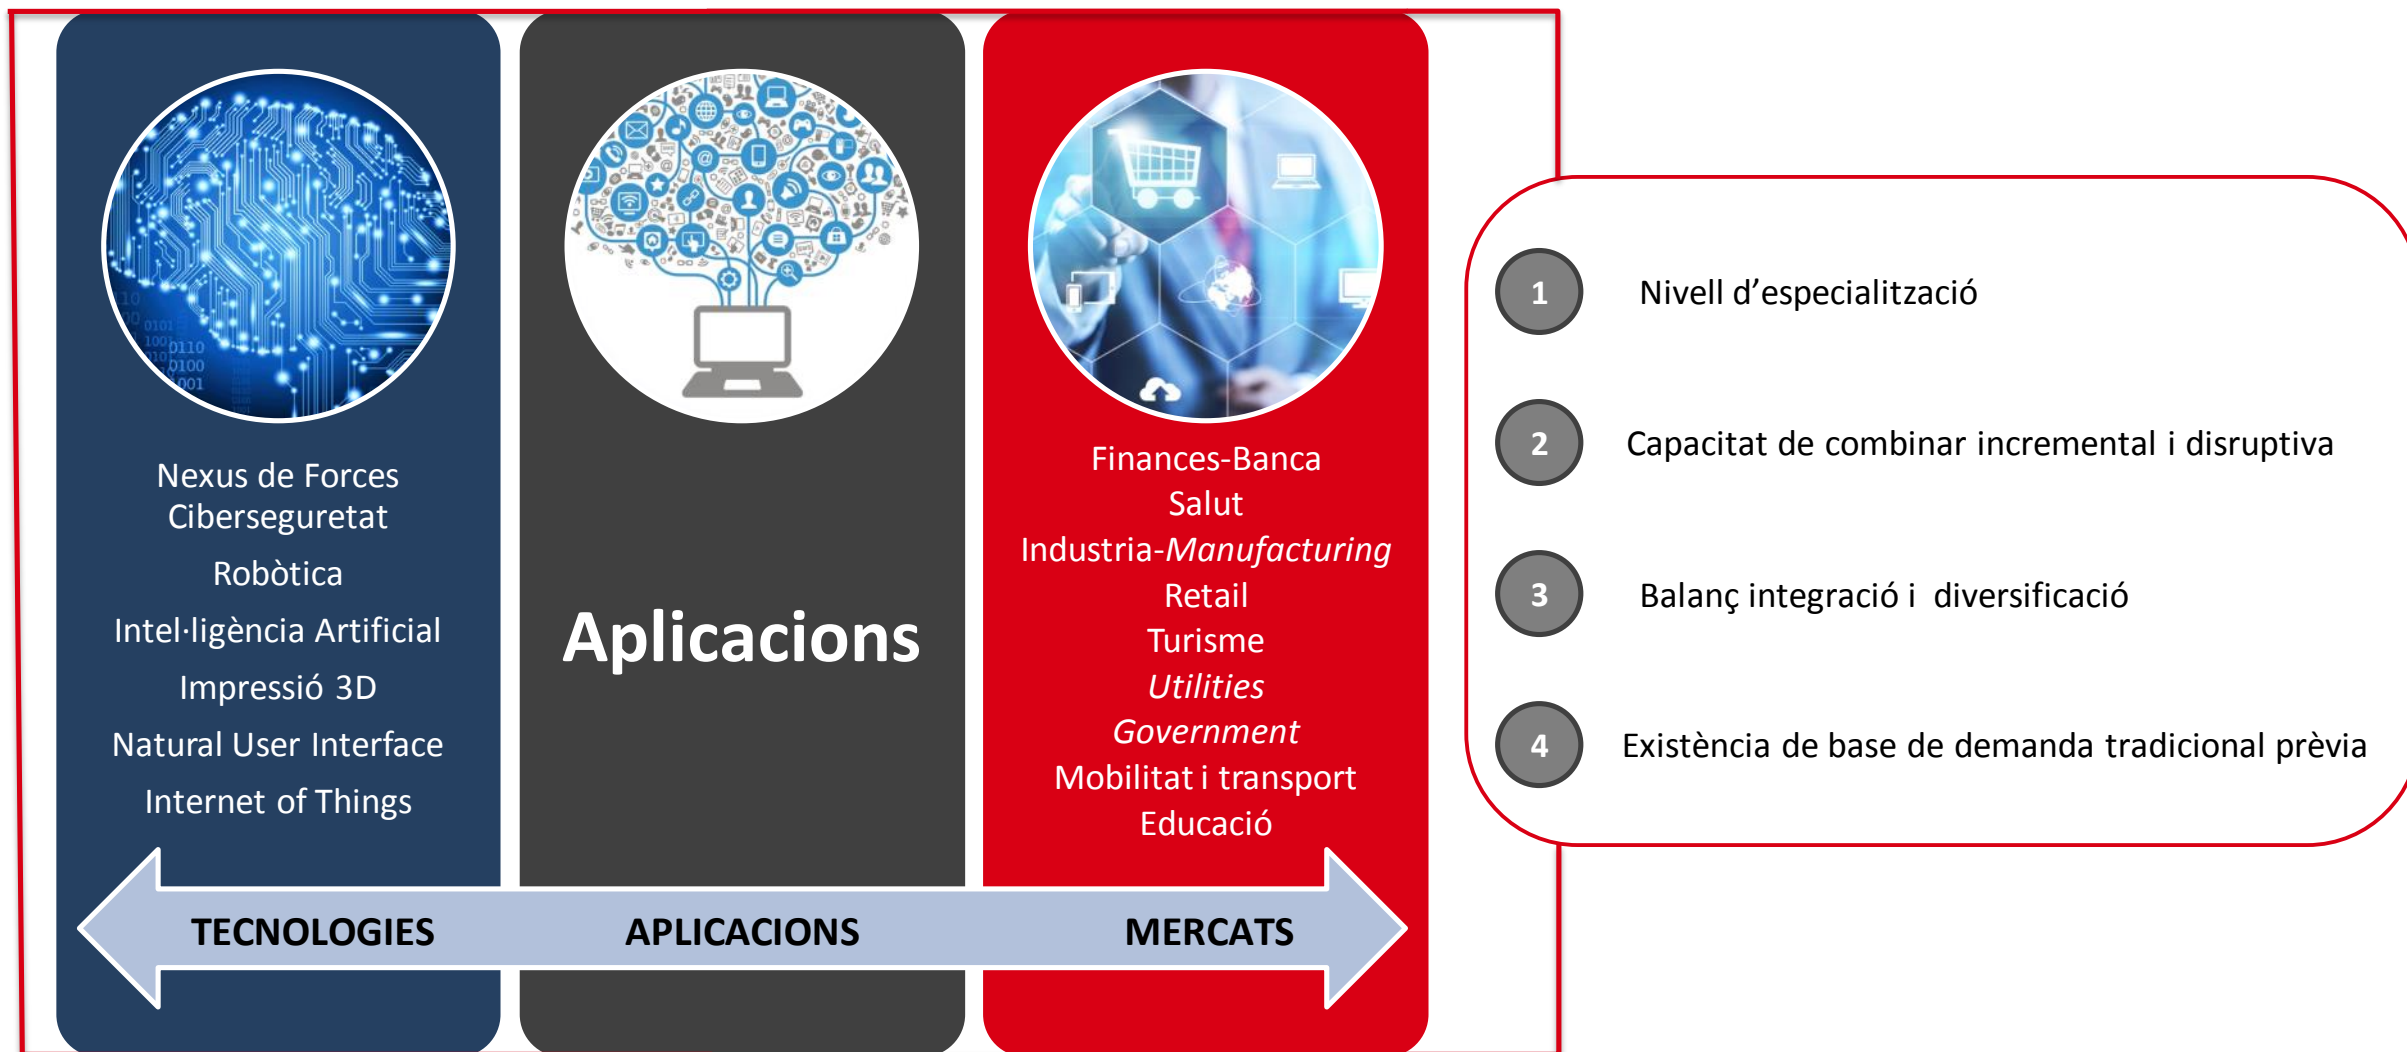 Nexus de Forces
Ciberseguretat
Robòtica
Intel·ligència Artificial
Impressió 3D
Natural User Interface
Internet of Things
Aplicacions
Finances-Banca
Salut
Industria-Manufacturing
Retail
Turisme
Utilities
Government
Mobilitat i transport
Educació
TECNOLOGIES
APLICACIONS
MERCATS
1 Nivell d’especialització
2 Capacitat de combinar incremental i disruptiva
3 Balanç integració i diversificació
4 Existència de base de demanda tradicional prèvia